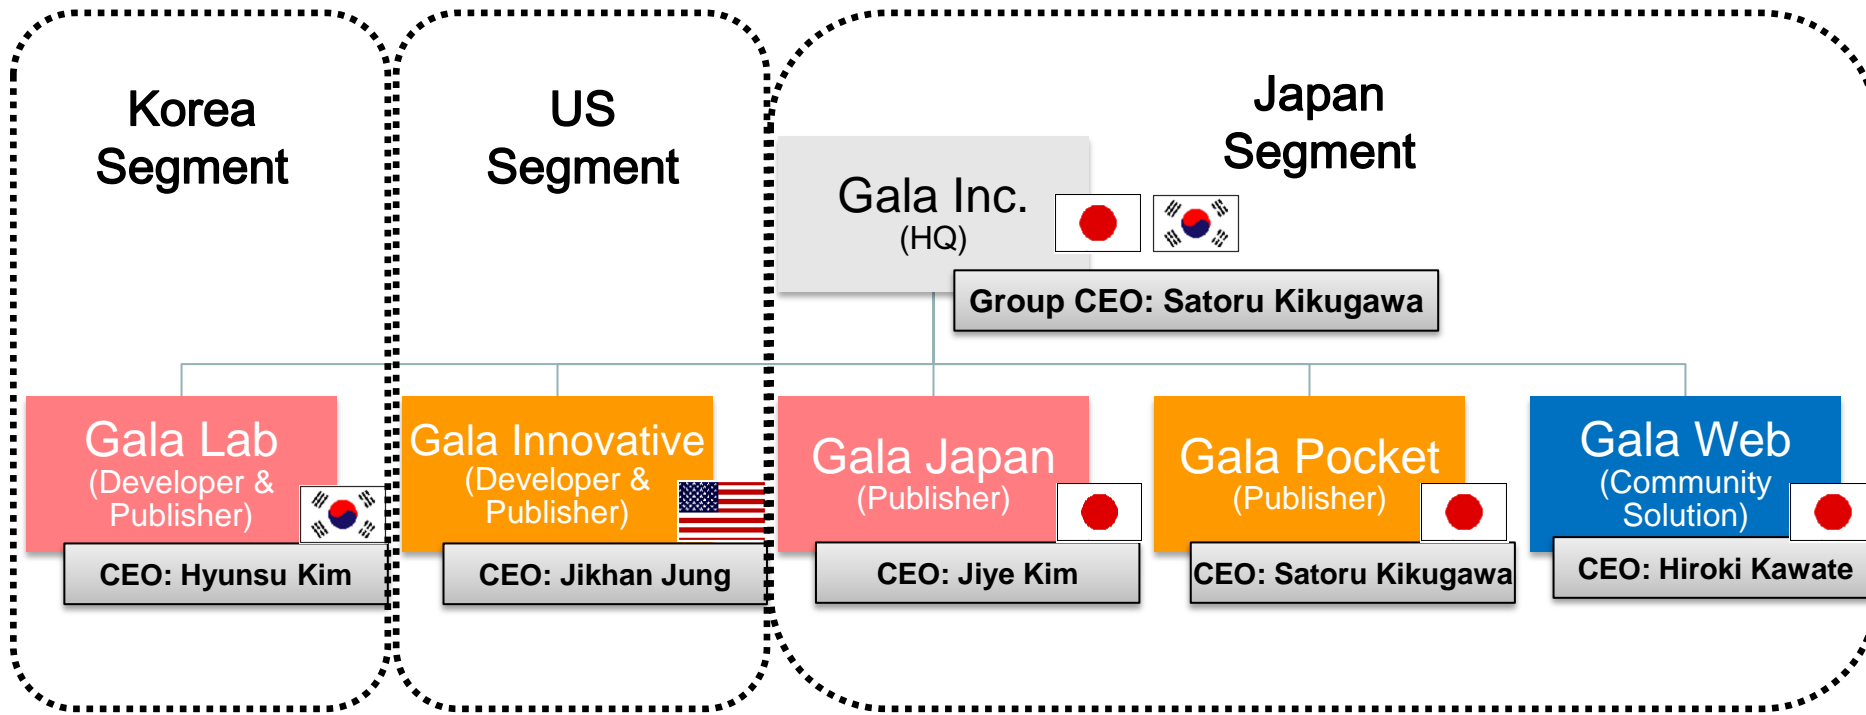 Korea
Segment
US
Segment
Japan
Segment
Gala Inc.
(HQ)
Group CEO: Satoru Kikugawa
Gala Lab
(Developer &
Publisher)
CEO: Hyunsu Kim
Gala Innovative
(Developer &
Publisher)
CEO: Jikhan Jung
Gala Japan
(Publisher)
CEO: Jiye Kim
Gala Pocket
(Publisher)
CEO: Satoru Kikugawa
Gala Web
(Community
Solution)
CEO: Hiroki Kawate